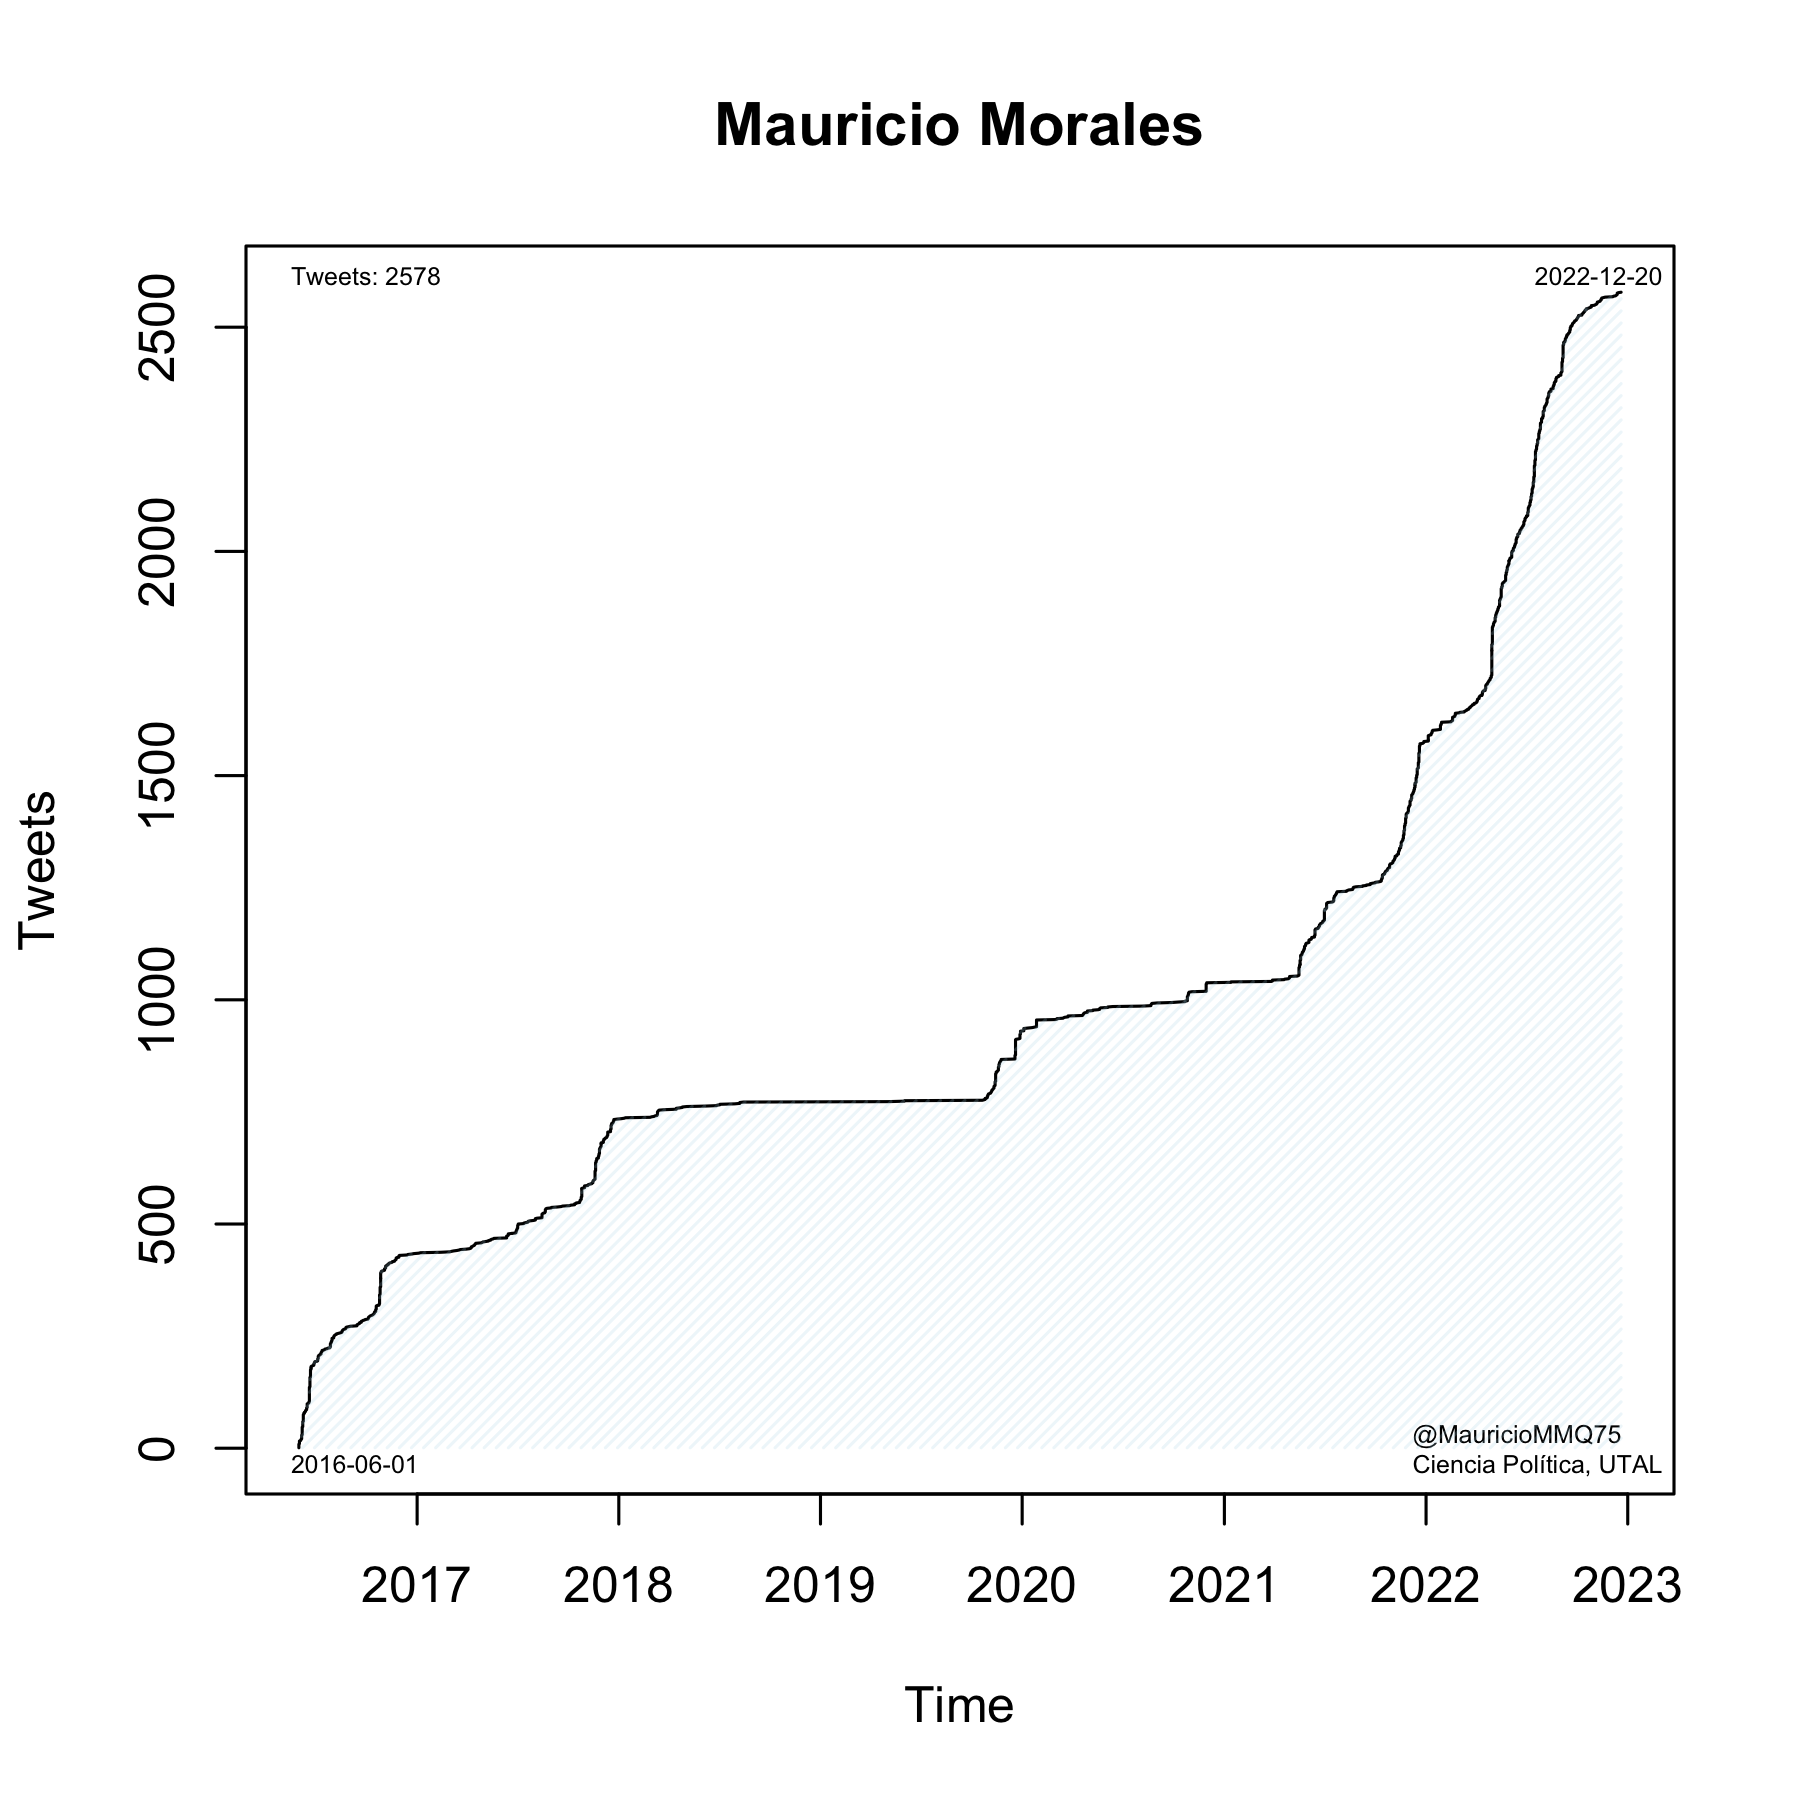 Mauricio Morales
Tweets: 2578
2022-12-20
2500
2000
1500
1000
500
0
Tweets
@MauricioMMQ75
2016-06-01
Ciencia Política, UTAL
2017
2018
2019
2020
2021
2022
2023
Time